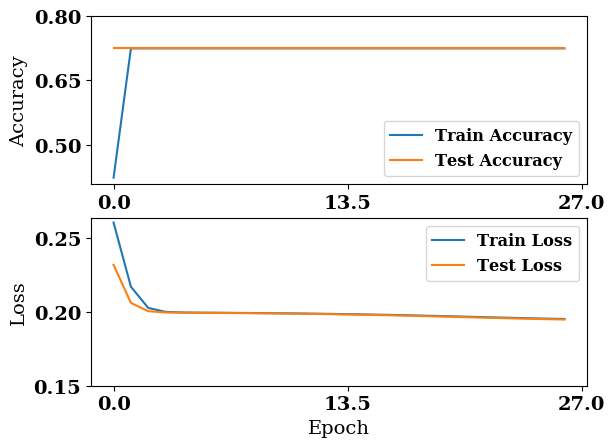 0.80
0.65
0.50
Accuracy
Train Accuracy
Test Accuracy
0.0 13.5 27.0
0.25
0.20
0.15
Loss
Train Loss
Test Loss
0.0 13.5 27.0
Epoch